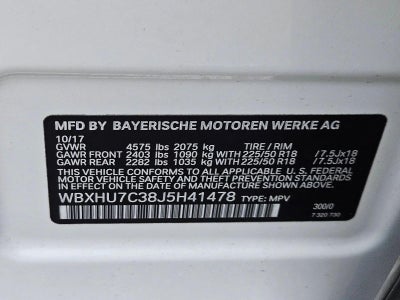 MFD BY BAYERISCHE MOTOREN WERKE AG
10/17
GVWR 4575 lbs 2075 kg TIRE / RIM
GAWR FRONT 2403 lbs 1090 kg WITH 225/50 R18 /7.5Jx18
GAWR REAR 2282 lbs 1035 kg WITH 225/50 R18 /7.5Jx18
THIS VEHICLE CONFORMS TO ALL APPLICABLE U. S. FEDERAL
MOTOR VEHICLE SAFETY AND THEFT PREVENTION STANDARDS
IN EFFECT ON THE DATE OF MANUFACTURE SHOWN ABOVE.
WBXHU7C38J5H41478 TYPE: MPV
300/0
7 320 730